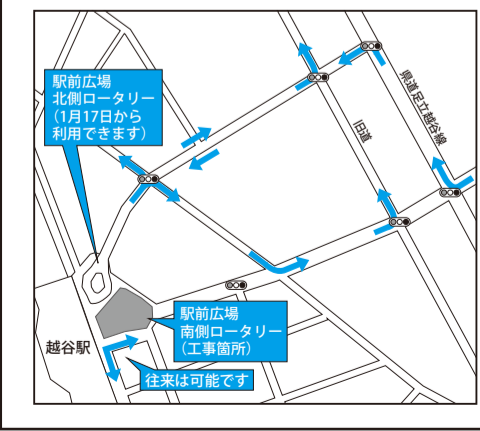 駅前広場
北側ロータリー
(1月17日から
利用できます)
県道足立越谷線
旧道
駅前広場
南側ロータリー
(工事箇所)
越谷駅
往来は可能です